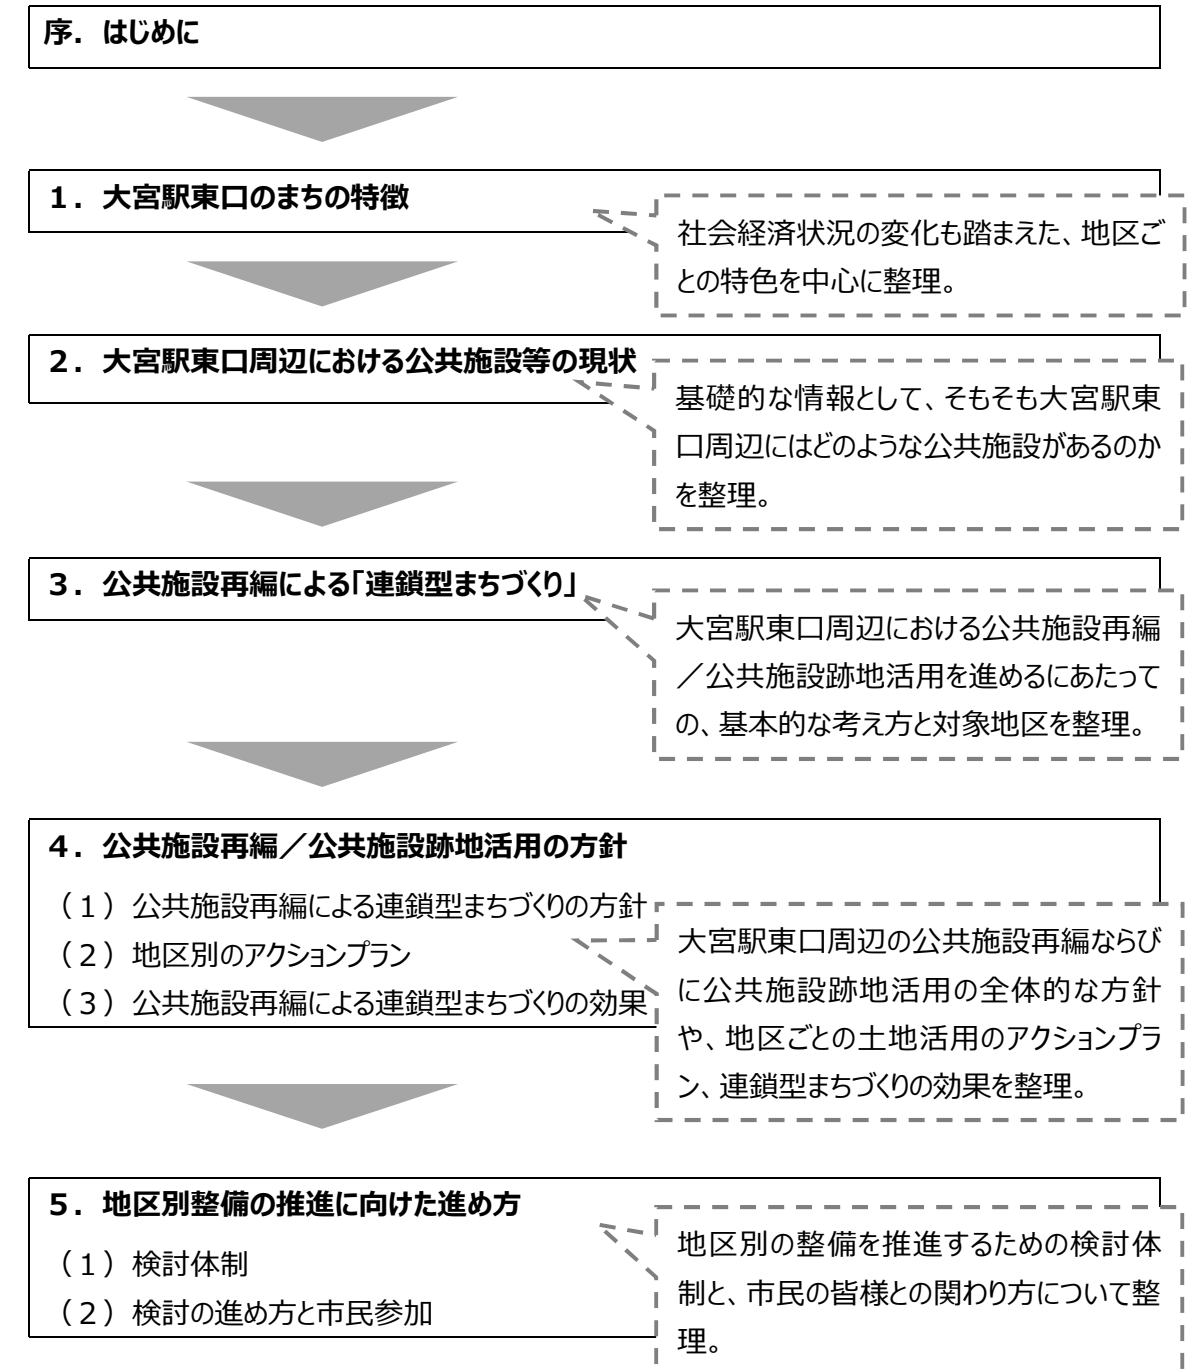 序．はじめに
１．大宮駅東口のまちの特徴
社会経済状況の変化も踏まえた、地区ご
との特色を中心に整理。
２．大宮駅東口周辺における公共施設等の現状
基礎的な情報として、そもそも大宮駅東
口周辺にはどのような公共施設があるのか
を整理。
３．公共施設再編による「連鎖型まちづくり」
大宮駅東口周辺における公共施設再編
／公共施設跡地活用を進めるにあたって
の、基本的な考え方と対象地区を整理。
４．公共施設再編／公共施設跡地活用の方針
（１）公共施設再編による連鎖型まちづくりの方針
（２）地区別のアクションプラン
（３）公共施設再編による連鎖型まちづくりの効果
大宮駅東口周辺の公共施設再編ならび
に公共施設跡地活用の全体的な方針
や、地区ごとの土地活用のアクションプラ
ン、連鎖型まちづくりの効果を整理。
５．地区別整備の推進に向けた進め方
（１）検討体制
（２）検討の進め方と市民参加
地区別の整備を推進するための検討体
制と、市民の皆様との関わり方について整
理。